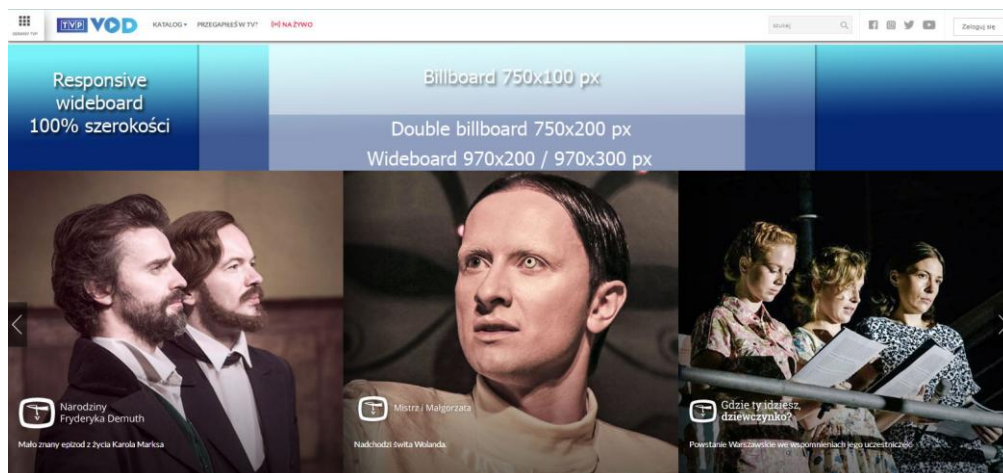 TVP VOD
KATALOG
PRZEGAPIŁEŚ W TV?
NA ŻYWO
szukaj
Zaloguj się
Responsive
wideboard
100% szerokości
Billboard 750x100 px
Double billboard 750x200 px
Wideboard 970x200 / 970x300 px
Narodziny
Fryderyka Demuth
Mało znany epizod z życia Karola Marksa
Mistrz i Małgorzata
Nadchodzi świta Wolanda.
Gdzie ty idziesz,
dziewczynko?
Powstanie Warszawskie we wspomnieniach jego uczestniczek